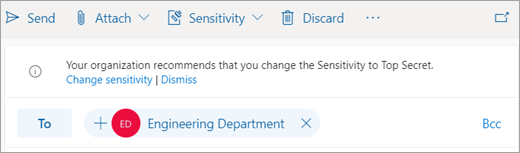 Send Attach Sensitivity Discard ...
Your organization recommends that you change the Sensitivity to Top Secret.
Change sensitivity | Dismiss
To ED Engineering Department Bcc